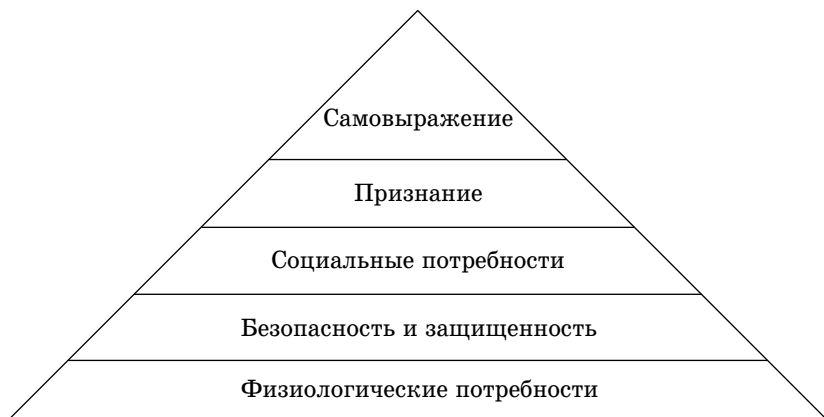 Самовыражение
Признание
Социальные потребности
Безопасность и защищенность
Физиологические потребности